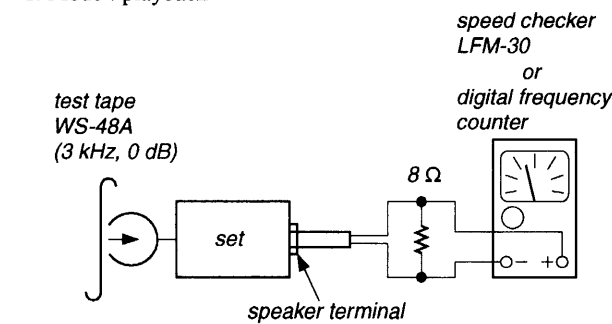 speed checker
LFM-30
or
digital frequency
counter
test tape
WS-48A
(3 kHz, 0 dB)
8 Ω
set
− +
speaker terminal